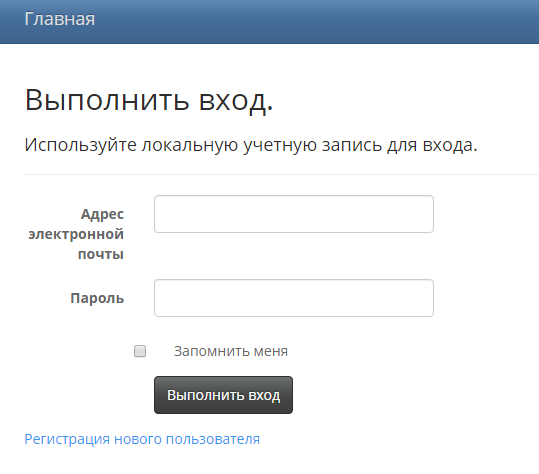 Главная
Выполнить вход.
Используйте локальную учетную запись для входа.
Адрес
электронной
почты
Пароль
Запомнить меня
Выполнить вход
Регистрация нового пользователя